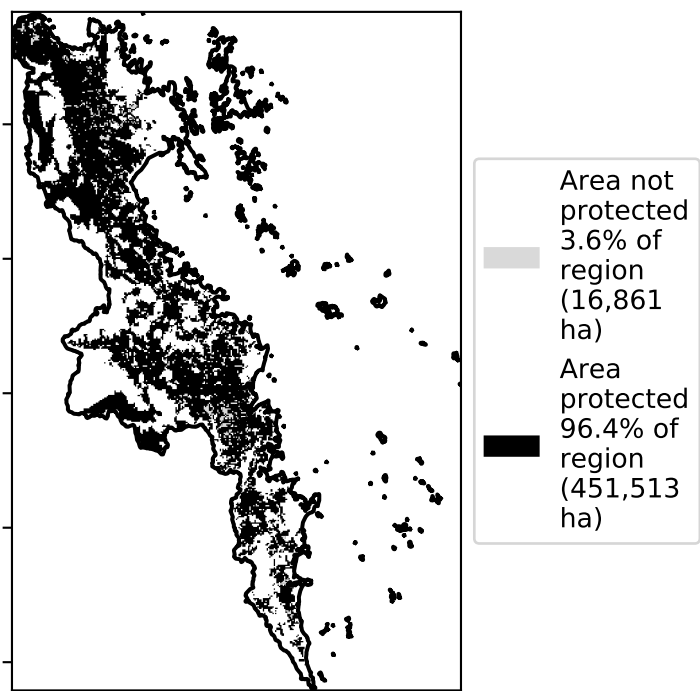 Area not
protected
3.6% of
region
(16,861
ha)
Area
protected
96.4% of
region
(451,513
ha)